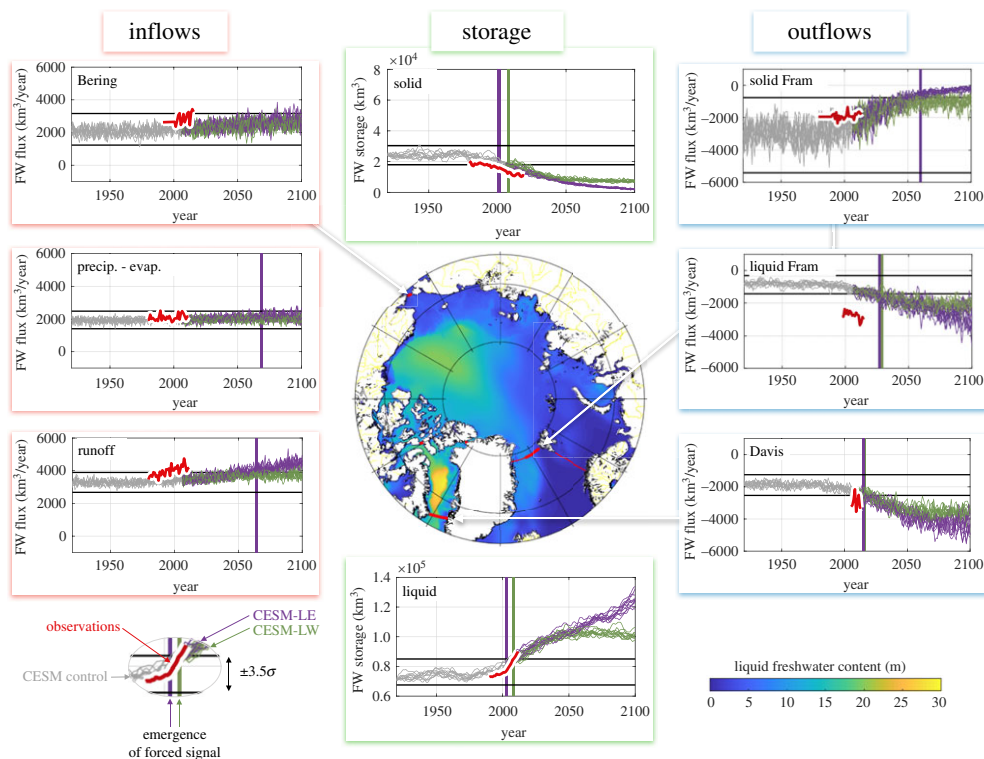 inflows
storage
outflows
Bering
FW flux (km³/year)
6000
4000
2000
0
1950
2000
2050
2100
year
×10⁴
solid
FW storage (km³)
8
6
4
2
0
1950
2000
2050
2100
year
solid Fram
FW flux (km³/year)
0
−2000
−4000
−6000
1950
2000
2050
2100
year
precip. - evap.
FW flux (km³/year)
6000
4000
2000
0
1950
2000
2050
2100
year
liquid Fram
FW flux (km³/year)
0
−2000
−4000
−6000
1950
2000
2050
2100
year
runoff
FW flux (km³/year)
6000
4000
2000
0
1950
2000
2050
2100
year
Davis
FW flux (km³/year)
0
−2000
−4000
−6000
1950
2000
2050
2100
year
×10⁵
liquid
FW storage (km³)
1.4
1.2
1.0
0.8
0.6
1950
2000
2050
2100
year
observations
CESM-LE
CESM-LW
CESM control
±3.5σ
emergence
of forced signal
liquid freshwater content (m)
0
5
10
15
20
25
30